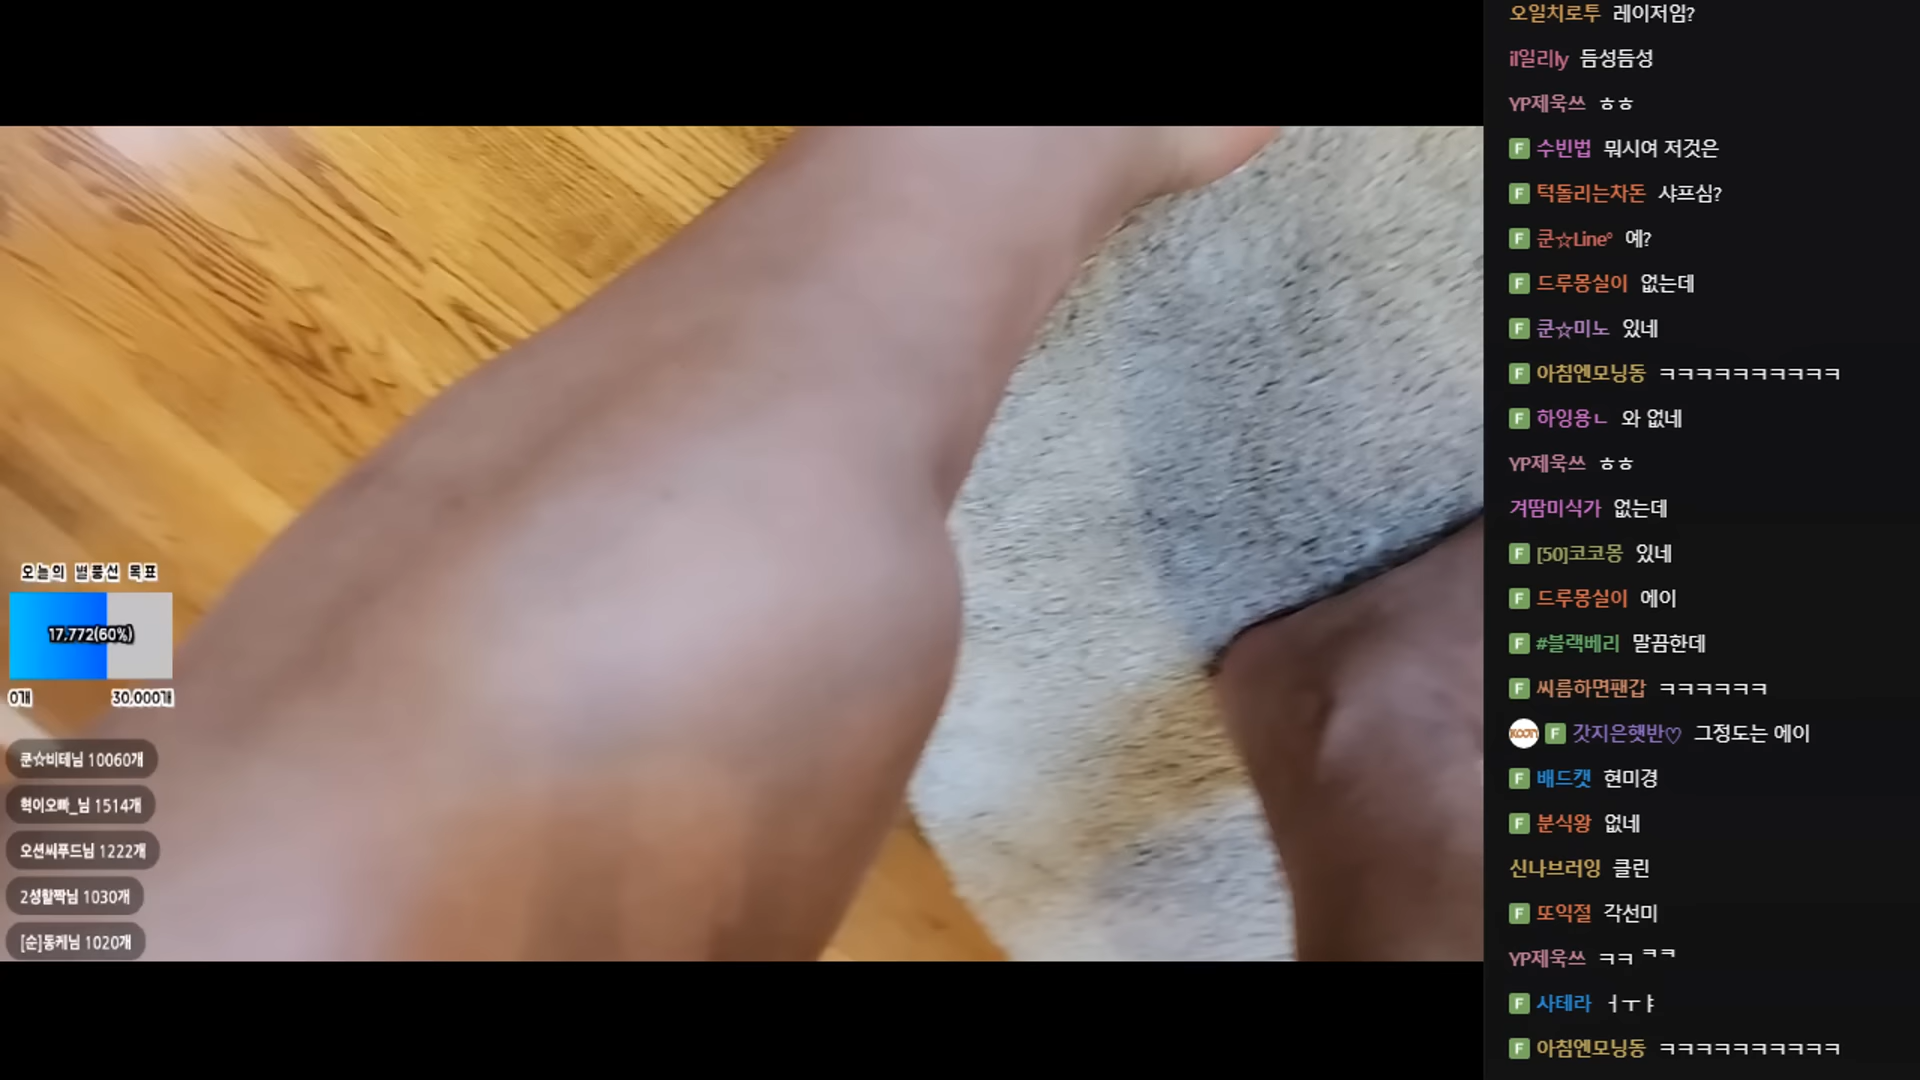 오늘의 별풍선 목표
17,772(60%)
0개 30,000개
쿤☆비테님 10060개
혁이오빠_님 1514개
오션씨푸드님 1222개
2성활짝님 1030개
[순]동케님 1020개
오일치로투 레이저임?
il일리ly 듬성듬성
YP제욱쓰 ㅎㅎ
F 수빈법 뭐시여 저것은
F 턱돌리는차돈 샤프심?
F 쿤☆Line° 예?
F 드루몽실이 없는데
F 쿤☆미노 있네
F 아침엔모닝동 ㅋㅋㅋㅋㅋㅋㅋㅋㅋㅋ
F 하잉용ㄴ 와 없네
YP제욱쓰 ㅎㅎ
겨땀미식가 없는데
F [50]코코몽 있네
F 드루몽실이 에이
F #블랙베리 말끔한데
F 씨름하면팬갑 ㅋㅋㅋㅋㅋㅋ
KOON F 갓지은햇반♡ 그정도는 에이
F 배드캣 현미경
F 분식왕 없네
신나브러잉 클린
F 또익절 각선미
YP제욱쓰 ㅋㅋ ᄏᄏ
F 사테라 ㅓㅜㅑ
F 아침엔모닝동 ㅋㅋㅋㅋㅋㅋㅋㅋㅋㅋ